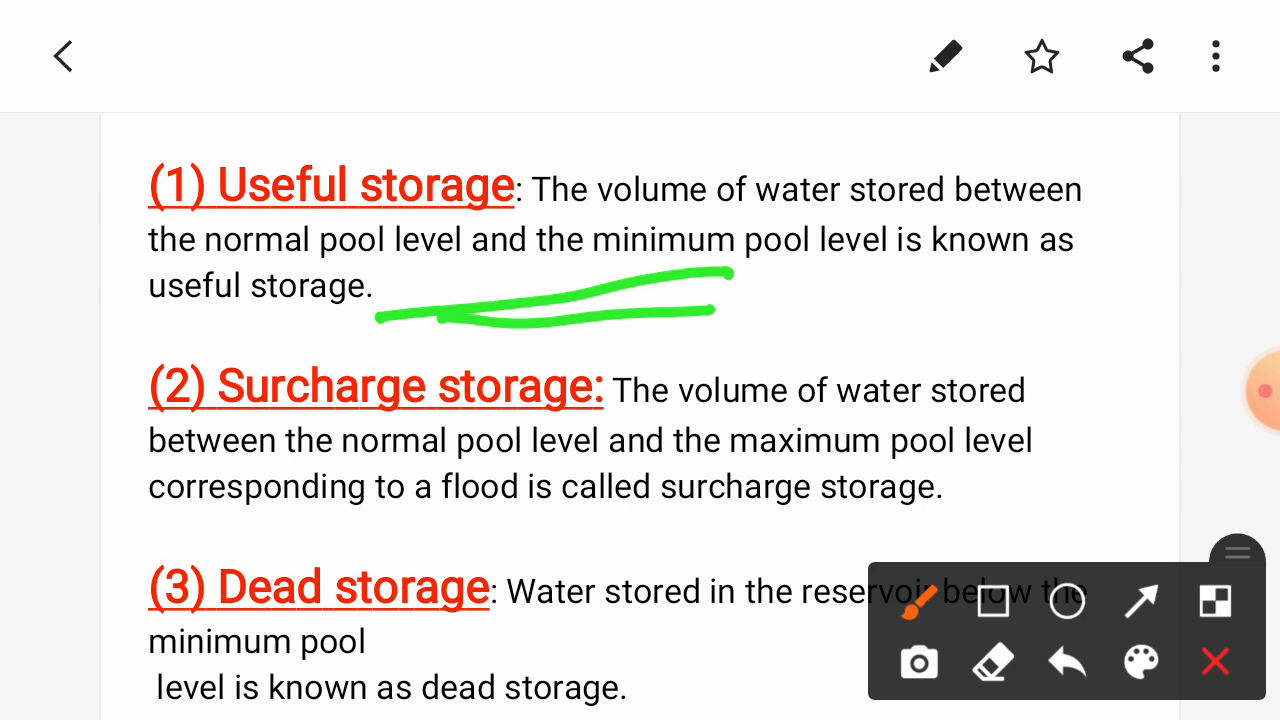 (1) Useful storage: The volume of water stored between
the normal pool level and the minimum pool level is known as
useful storage.
(2) Surcharge storage: The volume of water stored
between the normal pool level and the maximum pool level
corresponding to a flood is called surcharge storage.
(3) Dead storage: Water stored in the reservoir below the
minimum pool
level is known as dead storage.